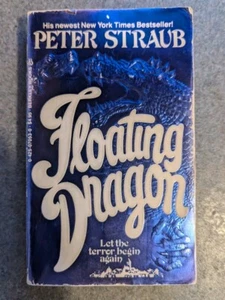 His newest New York Times Bestseller!
PETER STRAUB
Floating
Dragon
Let the
terror begin
again